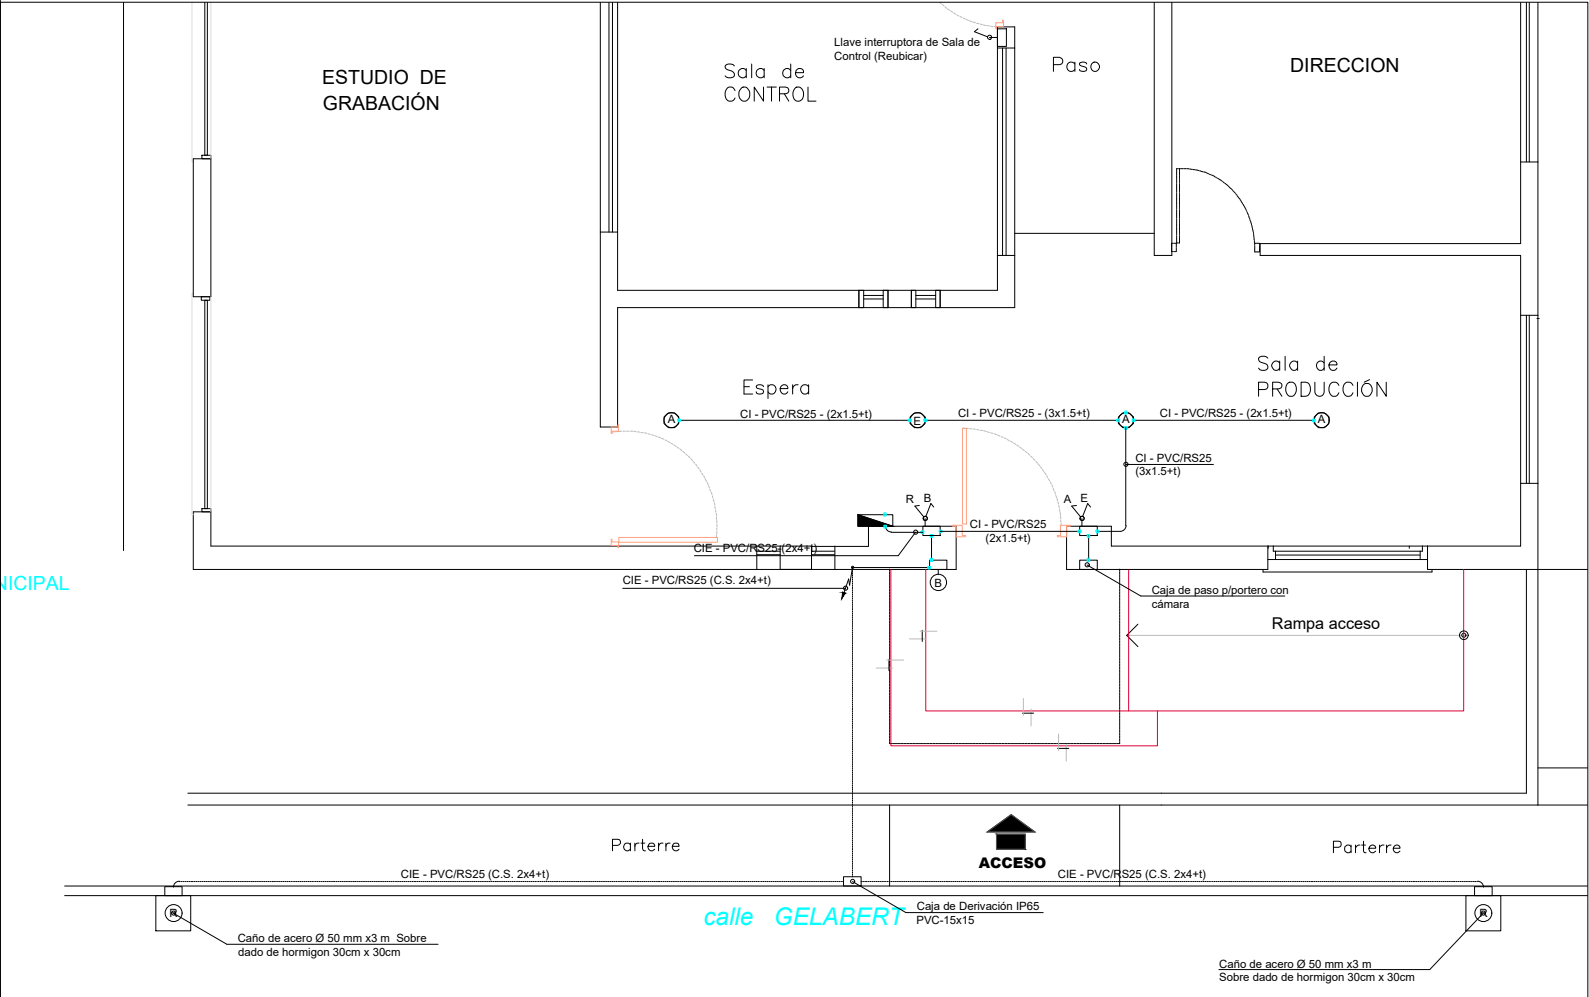 Llave interruptora de Sala de
Control (Reubicar)
ESTUDIO DE
GRABACIÓN
Sala de
CONTROL
Paso
DIRECCION
Sala de
PRODUCCIÓN
Espera
A
CI - PVC/RS25 - (2x1.5+t)
E
CI - PVC/RS25 - (3x1.5+t)
A
CI - PVC/RS25 - (2x1.5+t)
A
CI - PVC/RS25
(3x1.5+t)
R B
A E
CI - PVC/RS25
(2x1.5+t)
CIE - PVC/RS25-(2x4+t)
CIE - PVC/RS25 (C.S. 2x4+t)
B
NICIPAL
Caja de paso p/portero con
cámara
Rampa acceso
Parterre
ACCESO
Parterre
CIE - PVC/RS25 (C.S. 2x4+t)
CIE - PVC/RS25 (C.S. 2x4+t)
R
calle GELABERT
Caja de Derivación IP65
PVC-15x15
R
Caño de acero Ø 50 mm x3 m Sobre
dado de hormigon 30cm x 30cm
Caño de acero Ø 50 mm x3 m
Sobre dado de hormigon 30cm x 30cm